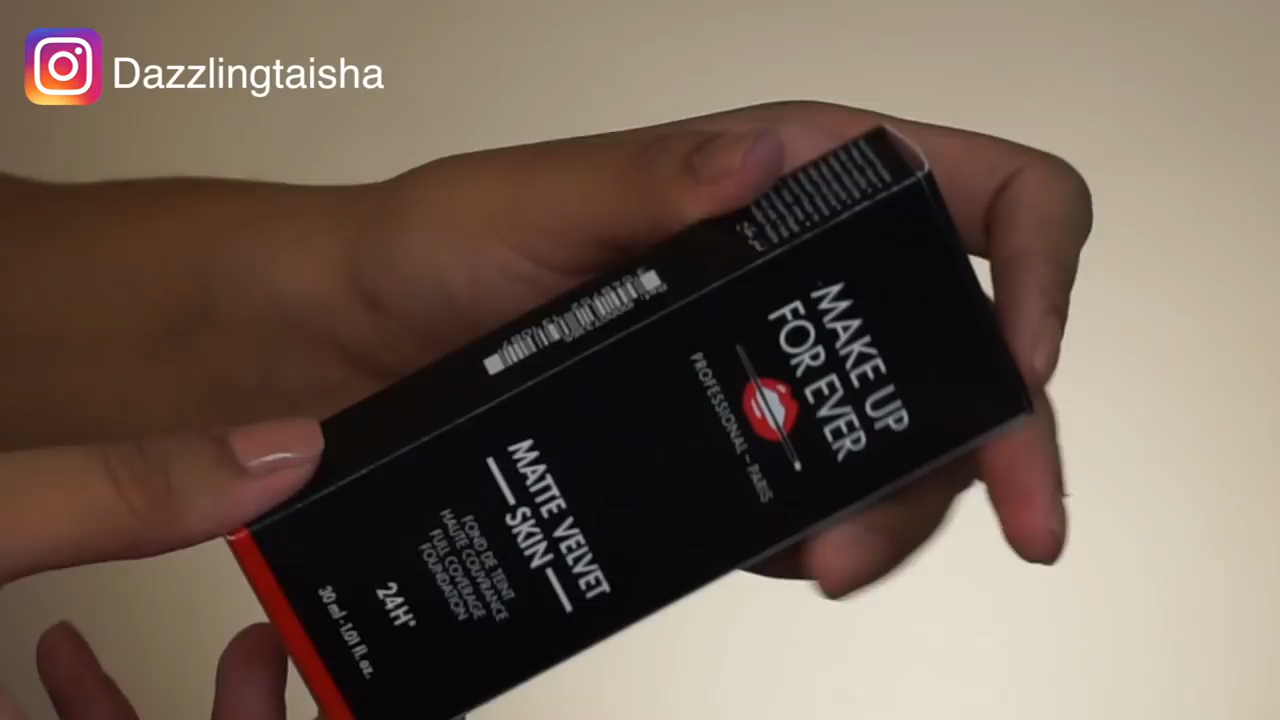 Dazzlingtaisha
MAKE UP
FOR EVER
PROFESSIONAL – PARIS
MATTE VELVET
SKIN
FOND DE TEINT
HAUTE COUVRANCE
FULL COVERAGE
FOUNDATION
24H*
30 ml - 1.01 fl. oz.